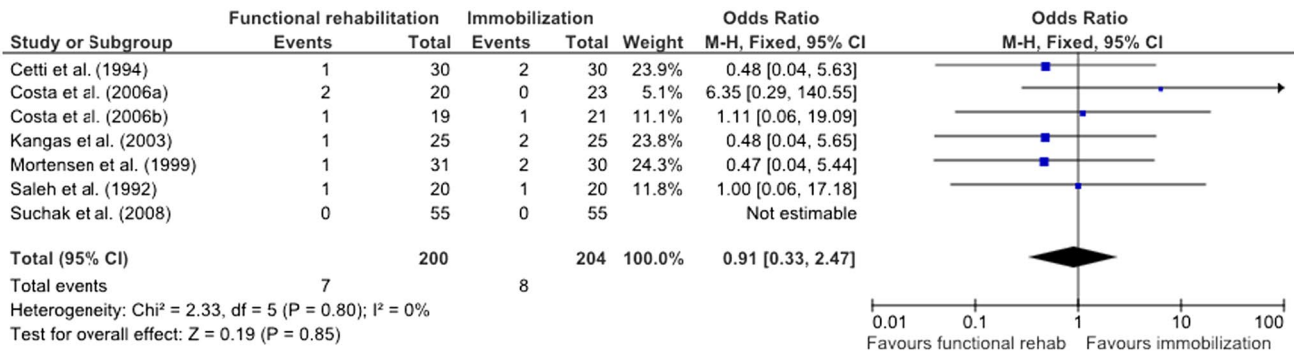 Functional rehabilitation Immobilization Odds Ratio Odds Ratio
Study or Subgroup Events Total Events Total Weight M-H, Fixed, 95% CI M-H, Fixed, 95% CI
Cetti et al. (1994) 1 30 2 30 23.9% 0.48 [0.04, 5.63]
Costa et al. (2006a) 2 20 0 23 5.1% 6.35 [0.29, 140.55]
Costa et al. (2006b) 1 19 1 21 11.1% 1.11 [0.06, 19.09]
Kangas et al. (2003) 1 25 2 25 23.8% 0.48 [0.04, 5.65]
Mortensen et al. (1999) 1 31 2 30 24.3% 0.47 [0.04, 5.44]
Saleh et al. (1992) 1 20 1 20 11.8% 1.00 [0.06, 17.18]
Suchak et al. (2008) 0 55 0 55 Not estimable
Total (95% CI) 200 204 100.0% 0.91 [0.33, 2.47]
Total events 7 8
Heterogeneity: Chi² = 2.33, df = 5 (P = 0.80); I² = 0%
Test for overall effect: Z = 0.19 (P = 0.85)
0.01 0.1 1 10 100
Favours functional rehab Favours immobilization